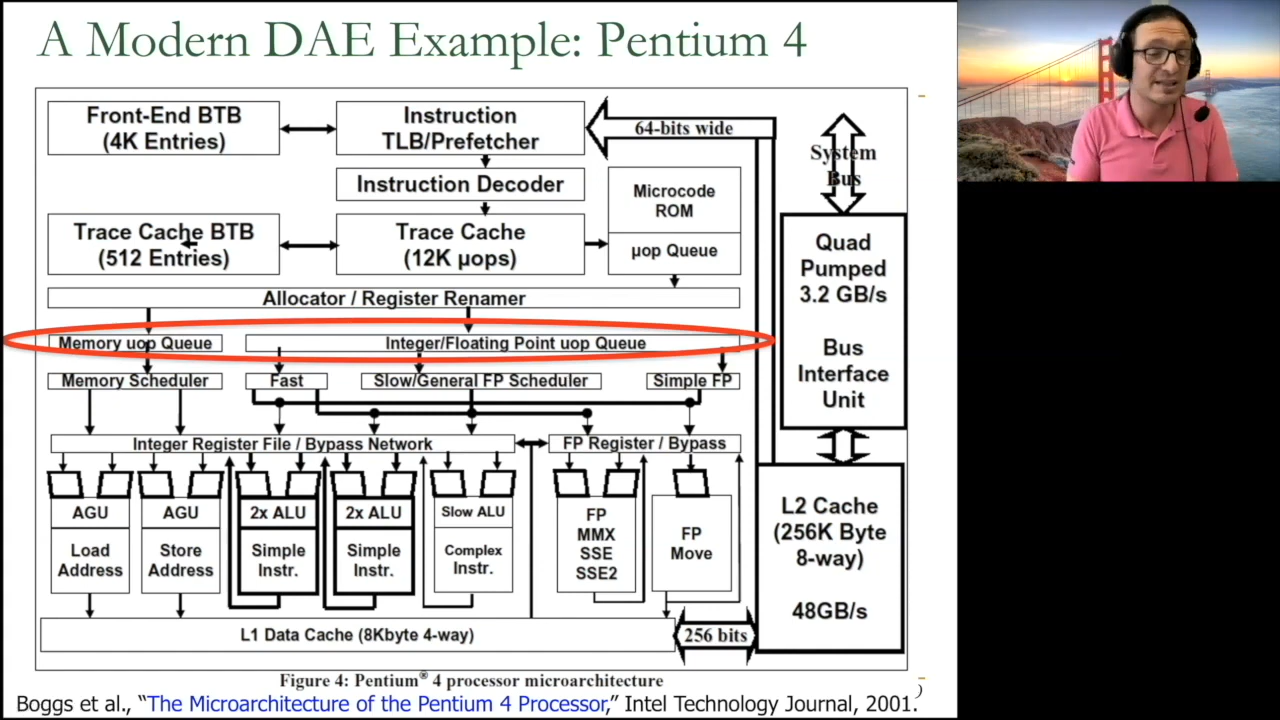 A Modern DAE Example: Pentium 4
Front-End BTB
(4K Entries)
Instruction
TLB/Prefetcher
64-bits wide
System
Bus
Instruction Decoder
Microcode
ROM
µop Queue
Trace Cache BTB
(512 Entries)
Trace Cache
(12K µops)
Quad
Pumped
3.2 GB/s
Bus
Interface
Unit
Allocator / Register Renamer
Memory uop Queue
Integer/Floating Point uop Queue
Memory Scheduler
Fast
Slow/General FP Scheduler
Simple FP
Integer Register File / Bypass Network
FP Register / Bypass
AGU
Load
Address
AGU
Store
Address
2x ALU
Simple
Instr.
2x ALU
Simple
Instr.
Slow ALU
Complex
Instr.
FP
MMX
SSE
SSE2
FP
Move
L2 Cache
(256K Byte
8-way)
48GB/s
L1 Data Cache (8Kbyte 4-way)
256 bits
Figure 4: Pentium® 4 processor microarchitecture
Boggs et al., “The Microarchitecture of the Pentium 4 Processor,” Intel Technology Journal, 2001.